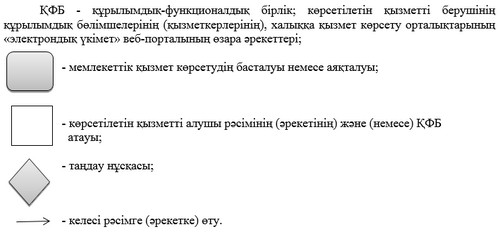 ҚФБ - құрылымдық-функционалдық бірлік; көрсетілетін қызметті берушінің
құрылымдық бөлімшелерінің (қызметкерлерінің), халыққа қызмет көрсету орталықтарының
«электрондық үкімет» веб-порталының өзара әрекеттері;
- мемлекеттік қызмет көрсетудің басталуы немесе аяқталуы;
- көрсетілетін қызметті алушы рәсімінің (әрекетінің) және (немесе) ҚФБ
атауы;
- таңдау нұсқасы;
- келесі рәсімге (әрекетке) өту.